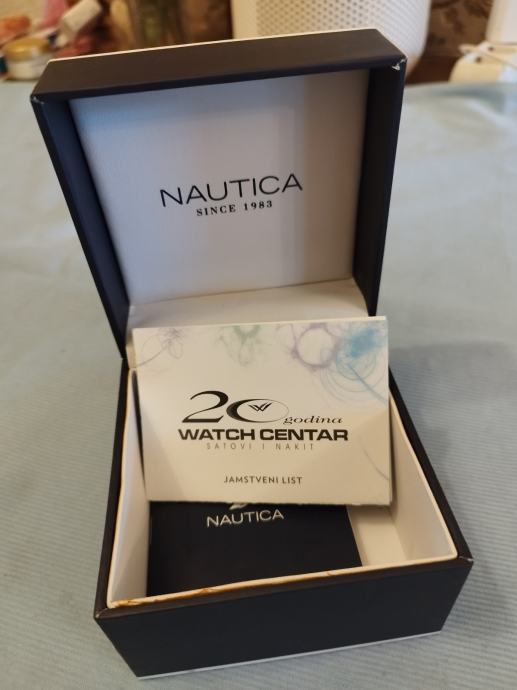 NAUTICA
SINCE 1983
20 godina
WATCH CENTAR
SATOVI I NAKIT
JAMSTVENI LIST
NAUTICA